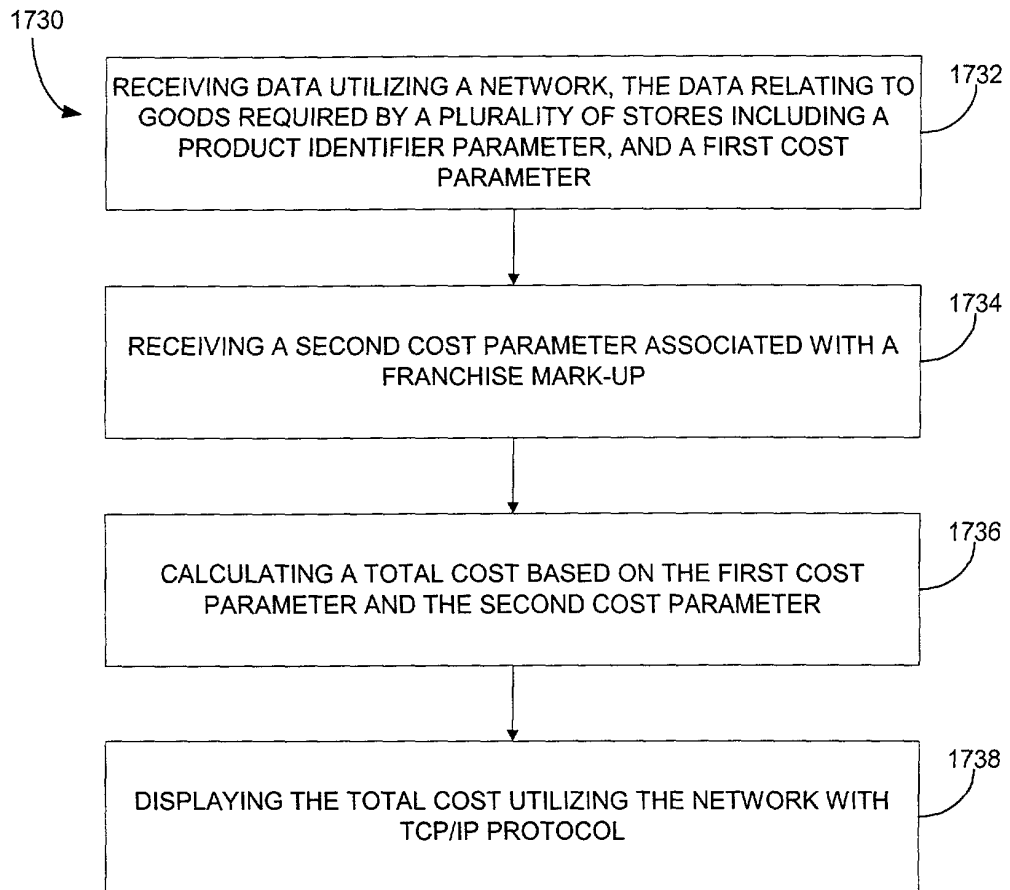 1730
RECEIVING DATA UTILIZING A NETWORK, THE DATA RELATING TO
GOODS REQUIRED BY A PLURALITY OF STORES INCLUDING A
PRODUCT IDENTIFIER PARAMETER, AND A FIRST COST
PARAMETER
1732
RECEIVING A SECOND COST PARAMETER ASSOCIATED WITH A
FRANCHISE MARK-UP
1734
CALCULATING A TOTAL COST BASED ON THE FIRST COST
PARAMETER AND THE SECOND COST PARAMETER
1736
DISPLAYING THE TOTAL COST UTILIZING THE NETWORK WITH
TCP/IP PROTOCOL
1738